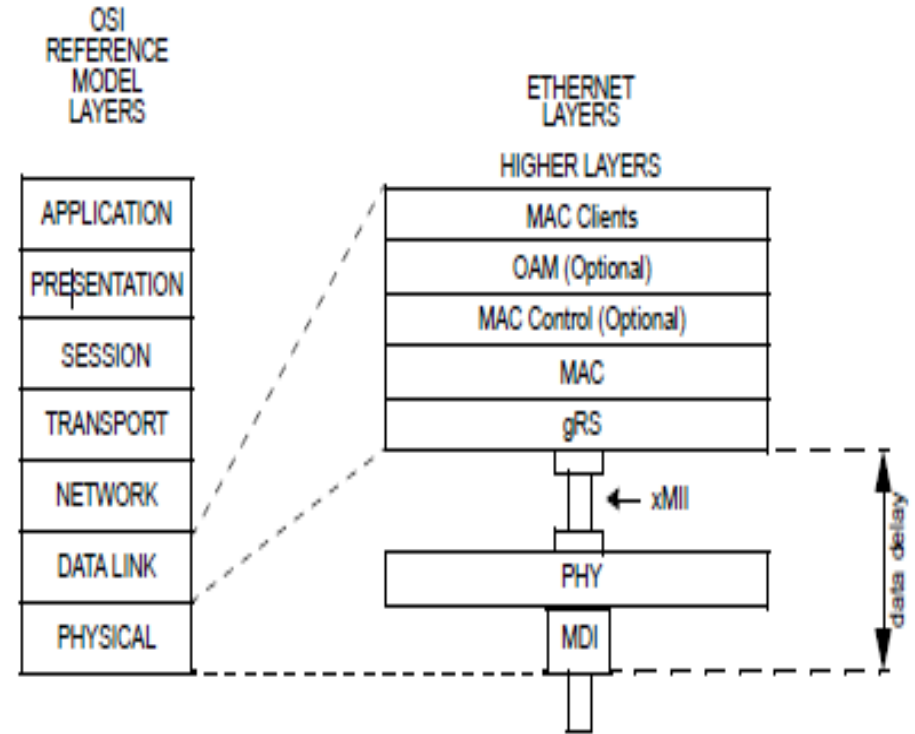 OSI
REFERENCE
MODEL
LAYERS
APPLICATION
PRESENTATION
SESSION
TRANSPORT
NETWORK
DATA LINK
PHYSICAL
ETHERNET
LAYERS
HIGHER LAYERS
MAC Clients
OAM (Optional)
MAC Control (Optional)
MAC
gRS
xMII
PHY
MDI
data delay